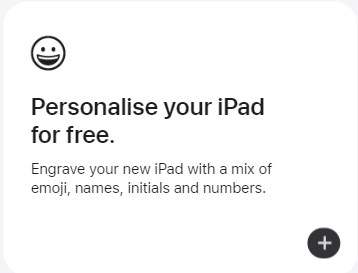 Personalise your iPad
for free.
Engrave your new iPad with a mix of
emoji, names, initials and numbers.